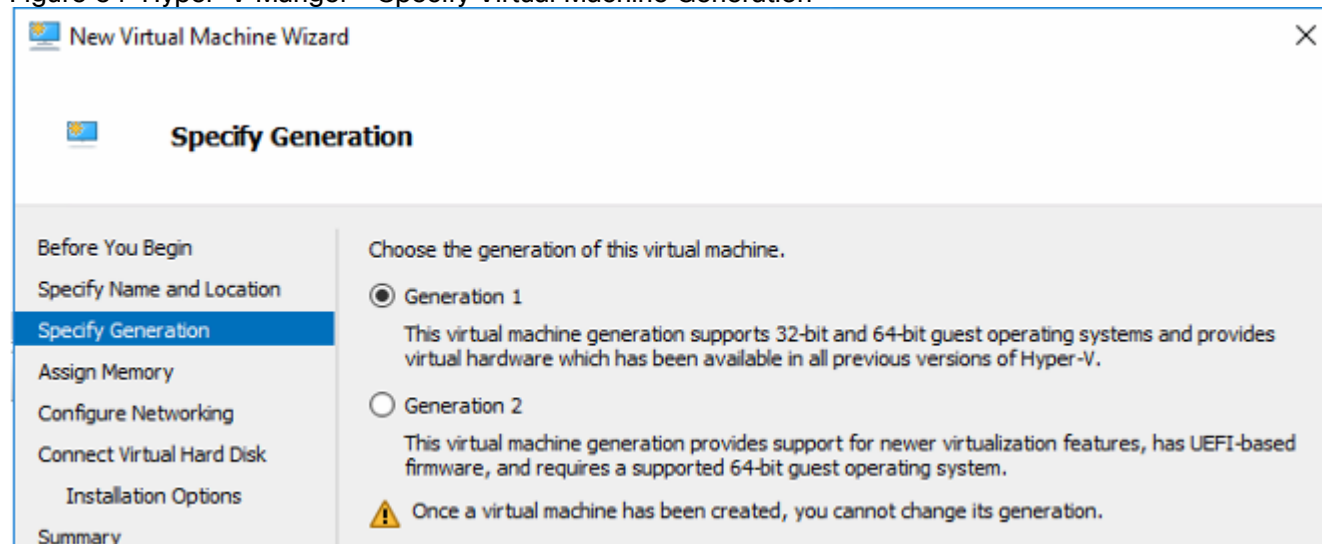 New Virtual Machine Wizard
Specify Generation
Before You Begin
Specify Name and Location
Specify Generation
Assign Memory
Configure Networking
Connect Virtual Hard Disk
Installation Options
Summary
Choose the generation of this virtual machine.
Generation 1
This virtual machine generation supports 32-bit and 64-bit guest operating systems and provides
virtual hardware which has been available in all previous versions of Hyper-V.
Generation 2
This virtual machine generation provides support for newer virtualization features, has UEFI-based
firmware, and requires a supported 64-bit guest operating system.
Once a virtual machine has been created, you cannot change its generation.